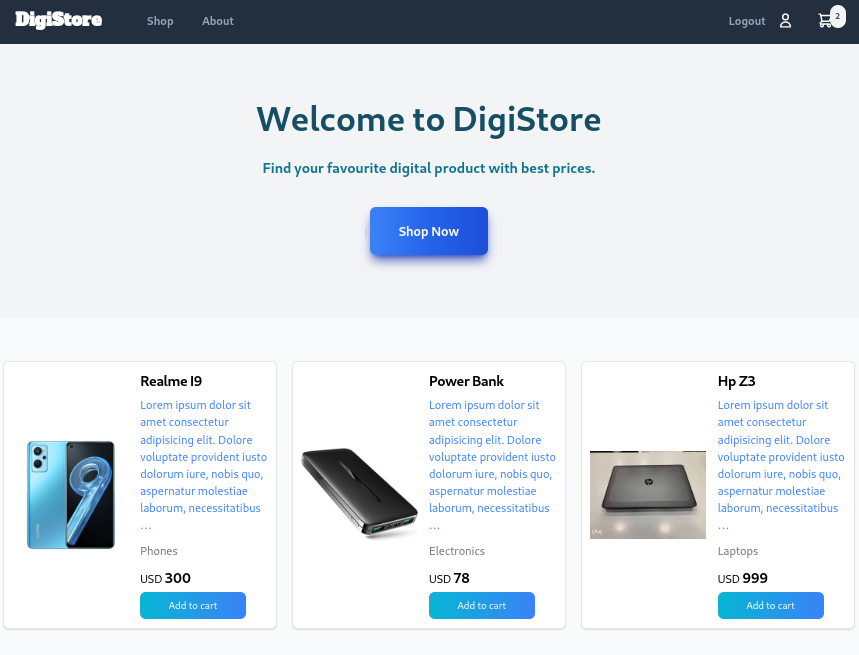 DigiStore
Shop
About
Logout
2
Welcome to DigiStore
Find your favourite digital product with best prices.
Shop Now
Realme I9
Lorem ipsum dolor sit
amet consectetur
adipisicing elit. Dolore
voluptate provident iusto
dolorum iure, nobis quo,
aspernatur molestiae
laborum, necessitatibus
…
Phones
USD 300
Add to cart
Power Bank
Lorem ipsum dolor sit
amet consectetur
adipisicing elit. Dolore
voluptate provident iusto
dolorum iure, nobis quo,
aspernatur molestiae
laborum, necessitatibus
…
Electronics
USD 78
Add to cart
Hp Z3
Lorem ipsum dolor sit
amet consectetur
adipisicing elit. Dolore
voluptate provident iusto
dolorum iure, nobis quo,
aspernatur molestiae
laborum, necessitatibus
…
Laptops
USD 999
Add to cart